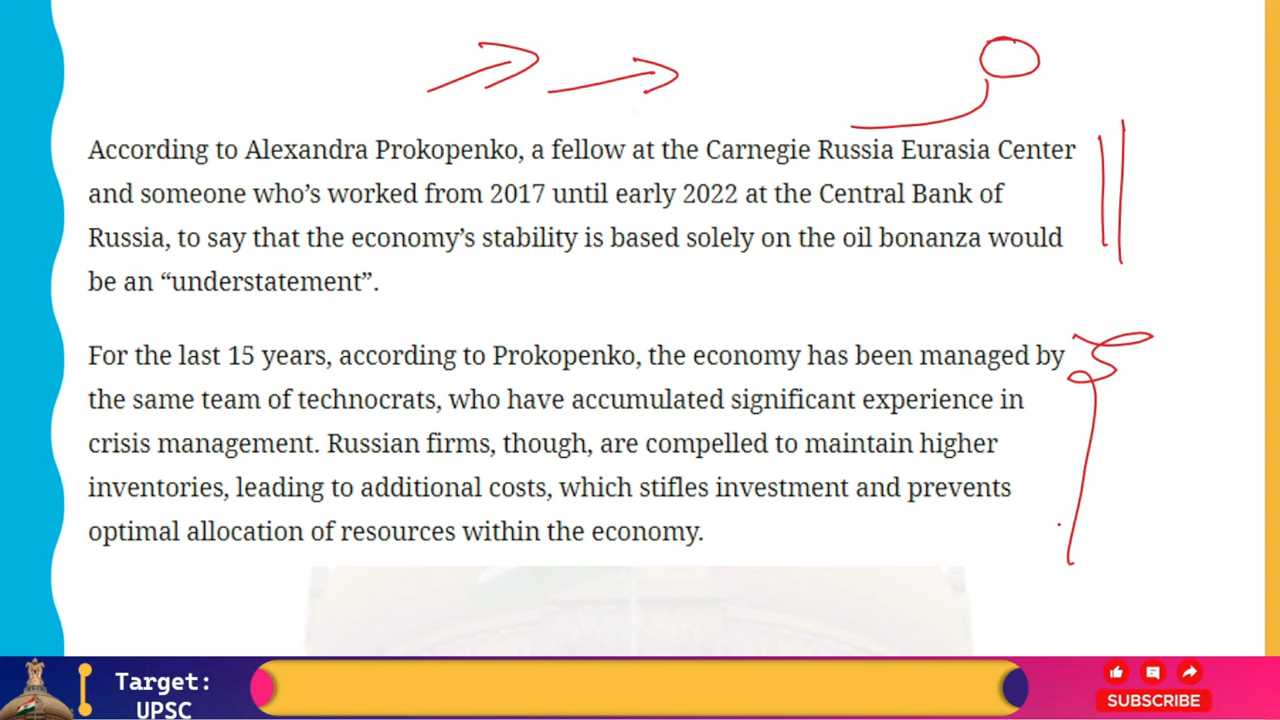 According to Alexandra Prokopenko, a fellow at the Carnegie Russia Eurasia Center
and someone who’s worked from 2017 until early 2022 at the Central Bank of
Russia, to say that the economy’s stability is based solely on the oil bonanza would
be an “understatement”.
For the last 15 years, according to Prokopenko, the economy has been managed by
the same team of technocrats, who have accumulated significant experience in
crisis management. Russian firms, though, are compelled to maintain higher
inventories, leading to additional costs, which stifles investment and prevents
optimal allocation of resources within the economy.
Target:
UPSC
SUBSCRIBE